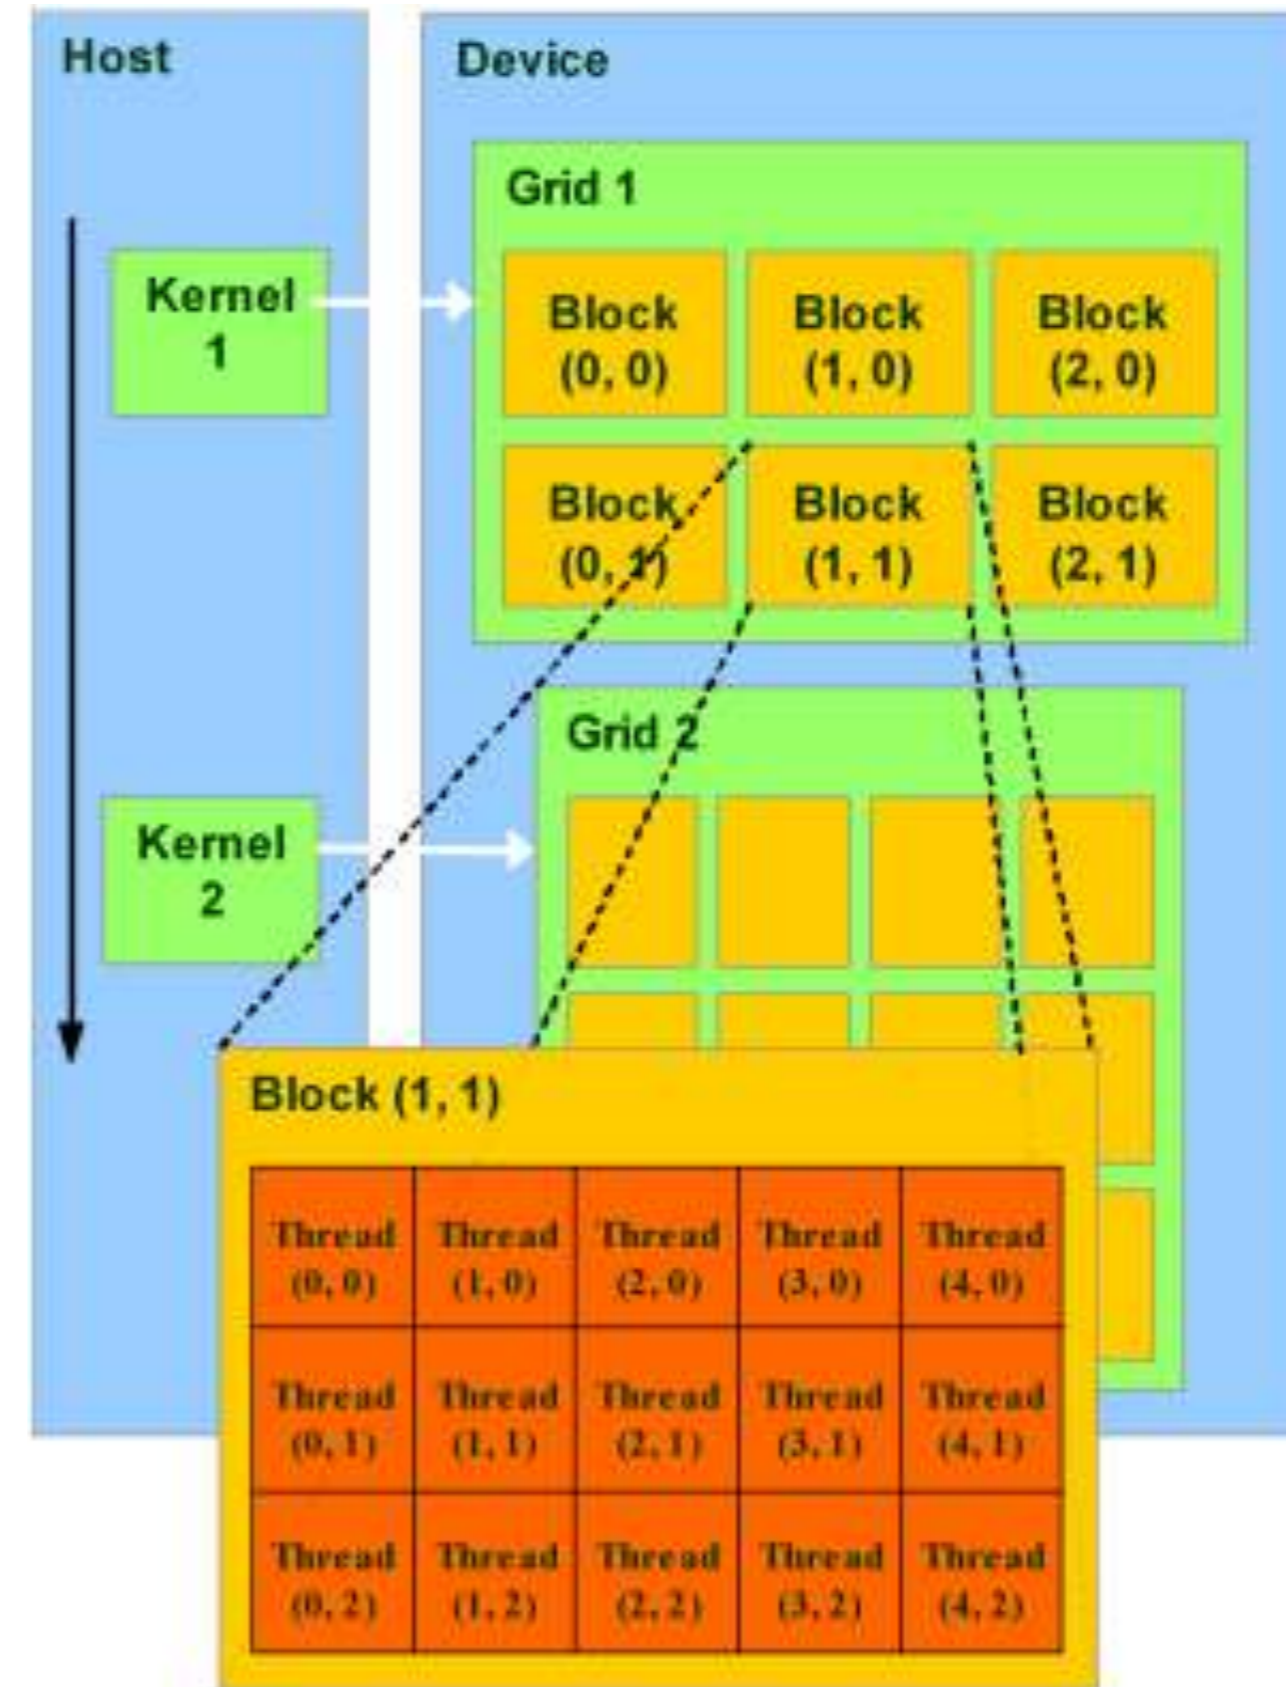 Host
Device
Grid 1
Kernel
1
Block
(0, 0)
Block
(1, 0)
Block
(2, 0)
Block
(0, 1)
Block
(1, 1)
Block
(2, 1)
Grid 2
Kernel
2
Block (1, 1)
Thread
(0, 0)
Thread
(1, 0)
Thread
(2, 0)
Thread
(3, 0)
Thread
(4, 0)
Thread
(0, 1)
Thread
(1, 1)
Thread
(2, 1)
Thread
(3, 1)
Thread
(4, 1)
Thread
(0, 2)
Thread
(1, 2)
Thread
(2, 2)
Thread
(3, 2)
Thread
(4, 2)